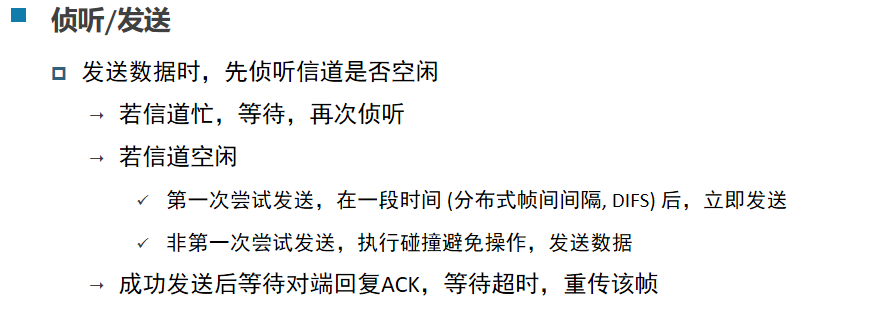 侦听/发送
发送数据时，先侦听信道是否空闲
→ 若信道忙，等待，再次侦听
→ 若信道空闲
✓ 第一次尝试发送，在一段时间 (分布式帧间间隔, DIFS) 后，立即发送
✓ 非第一次尝试发送，执行碰撞避免操作，发送数据
→ 成功发送后等待对端回复ACK，等待超时，重传该帧